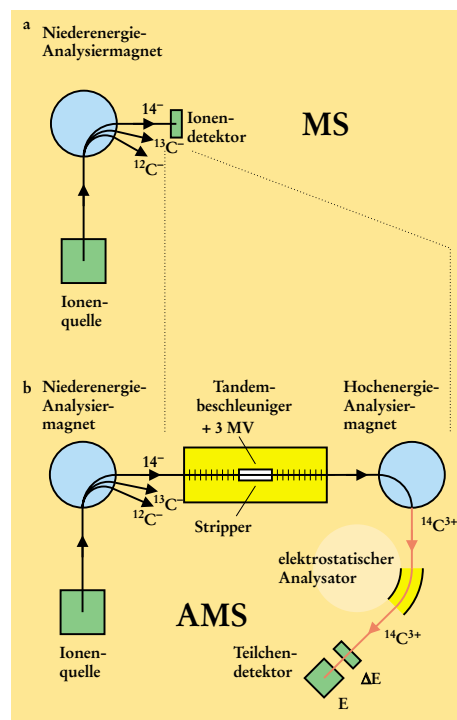 a
Niederenergie-
Analysiermagnet
14⁻
Ionen-
detektor
¹³C⁻
¹²C⁻
MS
Ionen-
quelle
b
Niederenergie-
Analysier-
magnet
Tandem-
beschleuniger
+ 3 MV
Hochenergie-
Analysier-
magnet
14⁻
¹³C⁻
¹²C⁻
Stripper
¹⁴C³⁺
elektrostatischer
Analysator
¹⁴C³⁺
AMS
Ionen-
quelle
Teilchen-
detektor
ΔE
E